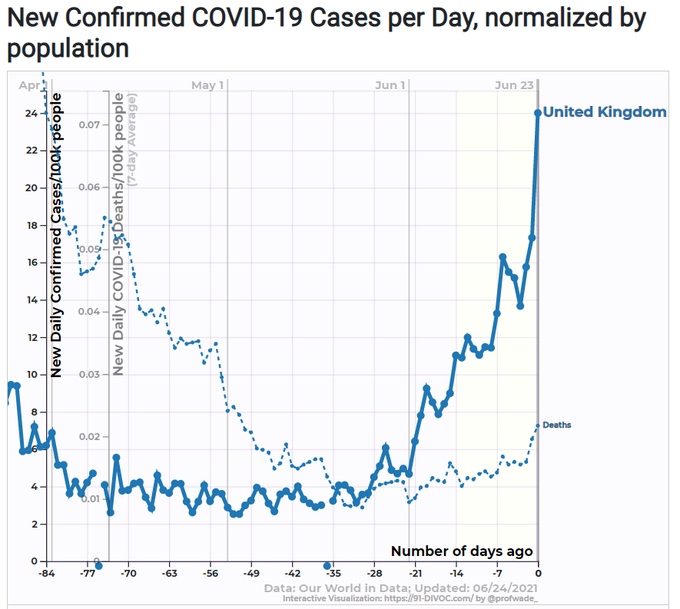 New Confirmed COVID-19 Cases per Day, normalized by
population
Apr 1
May 1
Jun 1
Jun 23
United Kingdom
Deaths
New Daily Confirmed Cases/100k people
24
22
20
18
16
14
12
10
8
6
4
2
0
New Daily COVID-19 Deaths/100k people
(7-day Average)
0.07
0.06
0.05
0.04
0.03
0.02
0.01
0
Number of days ago
-84 -77 -70 -63 -56 -49 -42 -35 -28 -21 -14 -7 0
Data: Our World in Data; Updated: 06/24/2021
Interactive Visualization: https://91-DIVOC.com/ by @profwade_